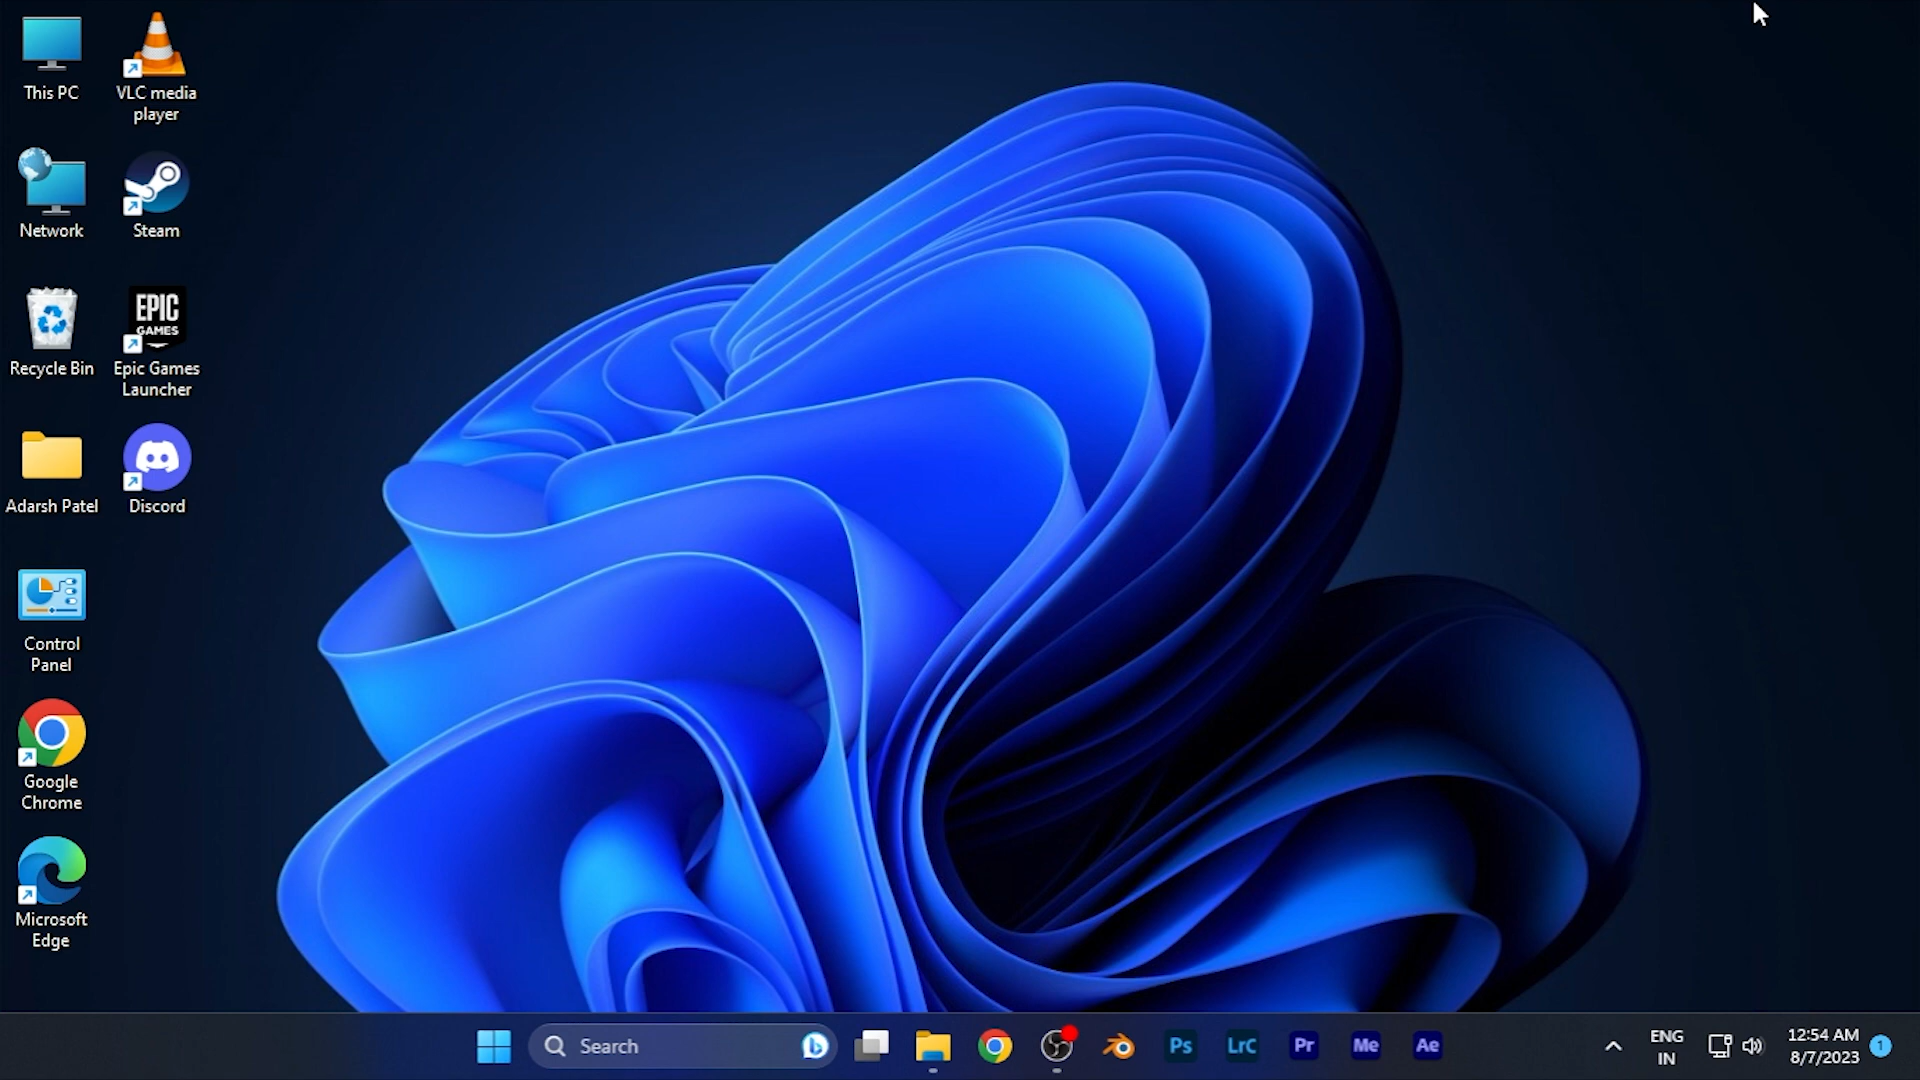 This PC
VLC media
player
Network
Steam
Recycle Bin
EPIC
GAMES
Epic Games
Launcher
Adarsh Patel
Discord
Control
Panel
Google
Chrome
Microsoft
Edge
Search
Ps
LrC
Pr
Me
Ae
ENG
IN
12:54 AM
8/7/2023
1